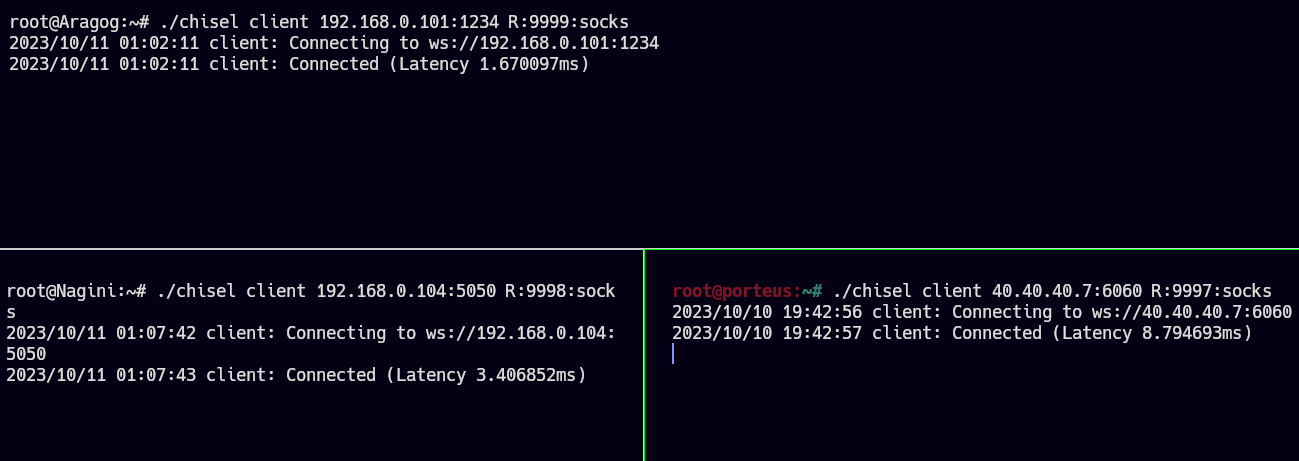 root@Aragog:~# ./chisel client 192.168.0.101:1234 R:9999:socks
2023/10/11 01:02:11 client: Connecting to ws://192.168.0.101:1234
2023/10/11 01:02:11 client: Connected (Latency 1.670097ms)
root@Nagini:~# ./chisel client 192.168.0.104:5050 R:9998:sock
s
2023/10/11 01:07:42 client: Connecting to ws://192.168.0.104:
5050
2023/10/11 01:07:43 client: Connected (Latency 3.406852ms)
root@porteus:~# ./chisel client 40.40.40.7:6060 R:9997:socks
2023/10/10 19:42:56 client: Connecting to ws://40.40.40.7:6060
2023/10/10 19:42:57 client: Connected (Latency 8.794693ms)